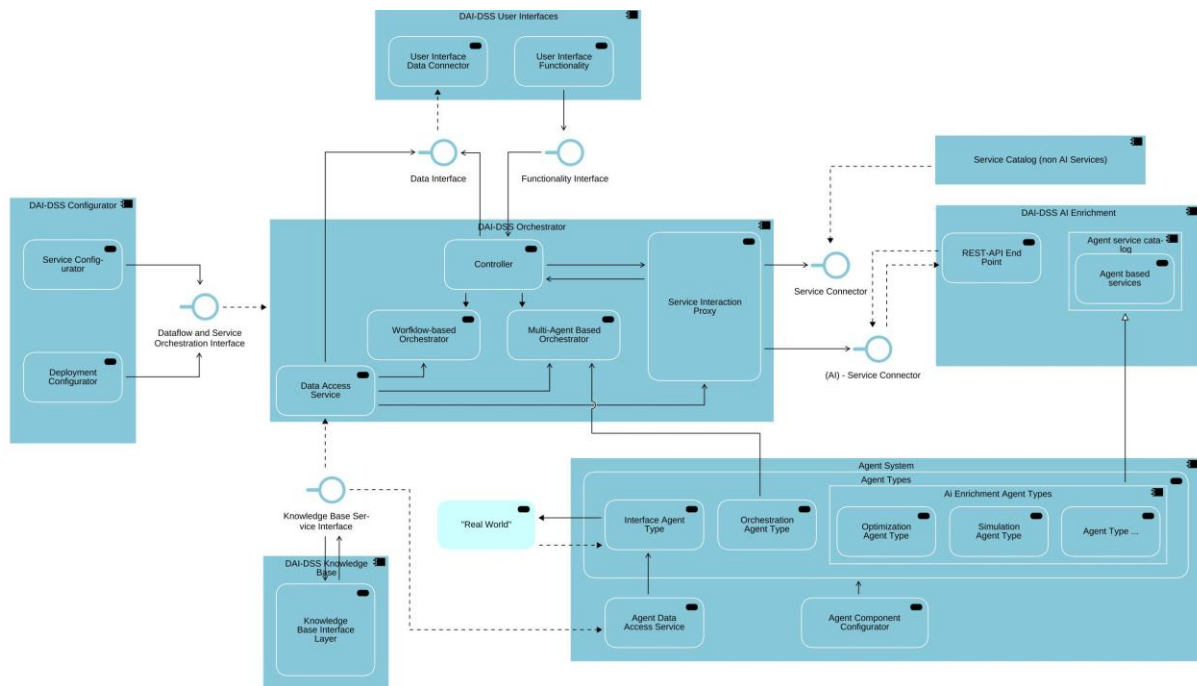 DAI-DSS User Interfaces
User Interface
Data Connector
User Interface
Functionality
Data Interface
Functionality Interface
Service Catalog (non AI Services)
DAI-DSS Configurator
Service Config-
urator
Deployment
Configurator
Dataflow and Service
Orchestration Interface
DAI-DSS Orchestrator
Controller
Worfklow-based
Orchestrator
Multi-Agent Based
Orchestrator
Service Interaction
Proxy
Data Access
Service
Service Connector
(AI) - Service Connector
DAI-DSS AI Enrichment
REST-API End
Point
Agent service cata-
log
Agent based
services
Knowledge Base Ser-
vice Interface
DAI-DSS Knowledge
Base
Knowledge
Base Interface
Layer
"Real World"
Agent System
Agent Types
Interface Agent
Type
Orchestration
Agent Type
Ai Enrichment Agent Types
Optimization
Agent Type
Simulation
Agent Type
Agent Type ...
Agent Data
Access Service
Agent Component
Configurator